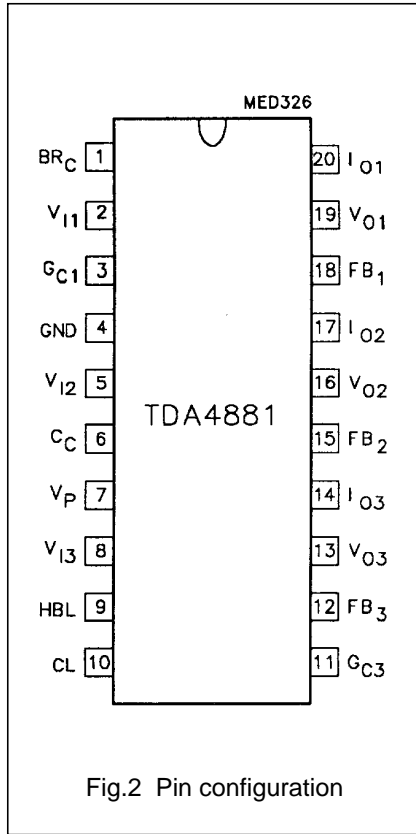 MED326
BRC 1 20 IO1
VI1 2 19 VO1
GC1 3 18 FB1
GND 4 17 IO2
VI2 5 16 VO2
TDA4881
CC 6 15 FB2
VP 7 14 IO3
VI3 8 13 VO3
HBL 9 12 FB3
CL 10 11 GC3
Fig.2 Pin configuration